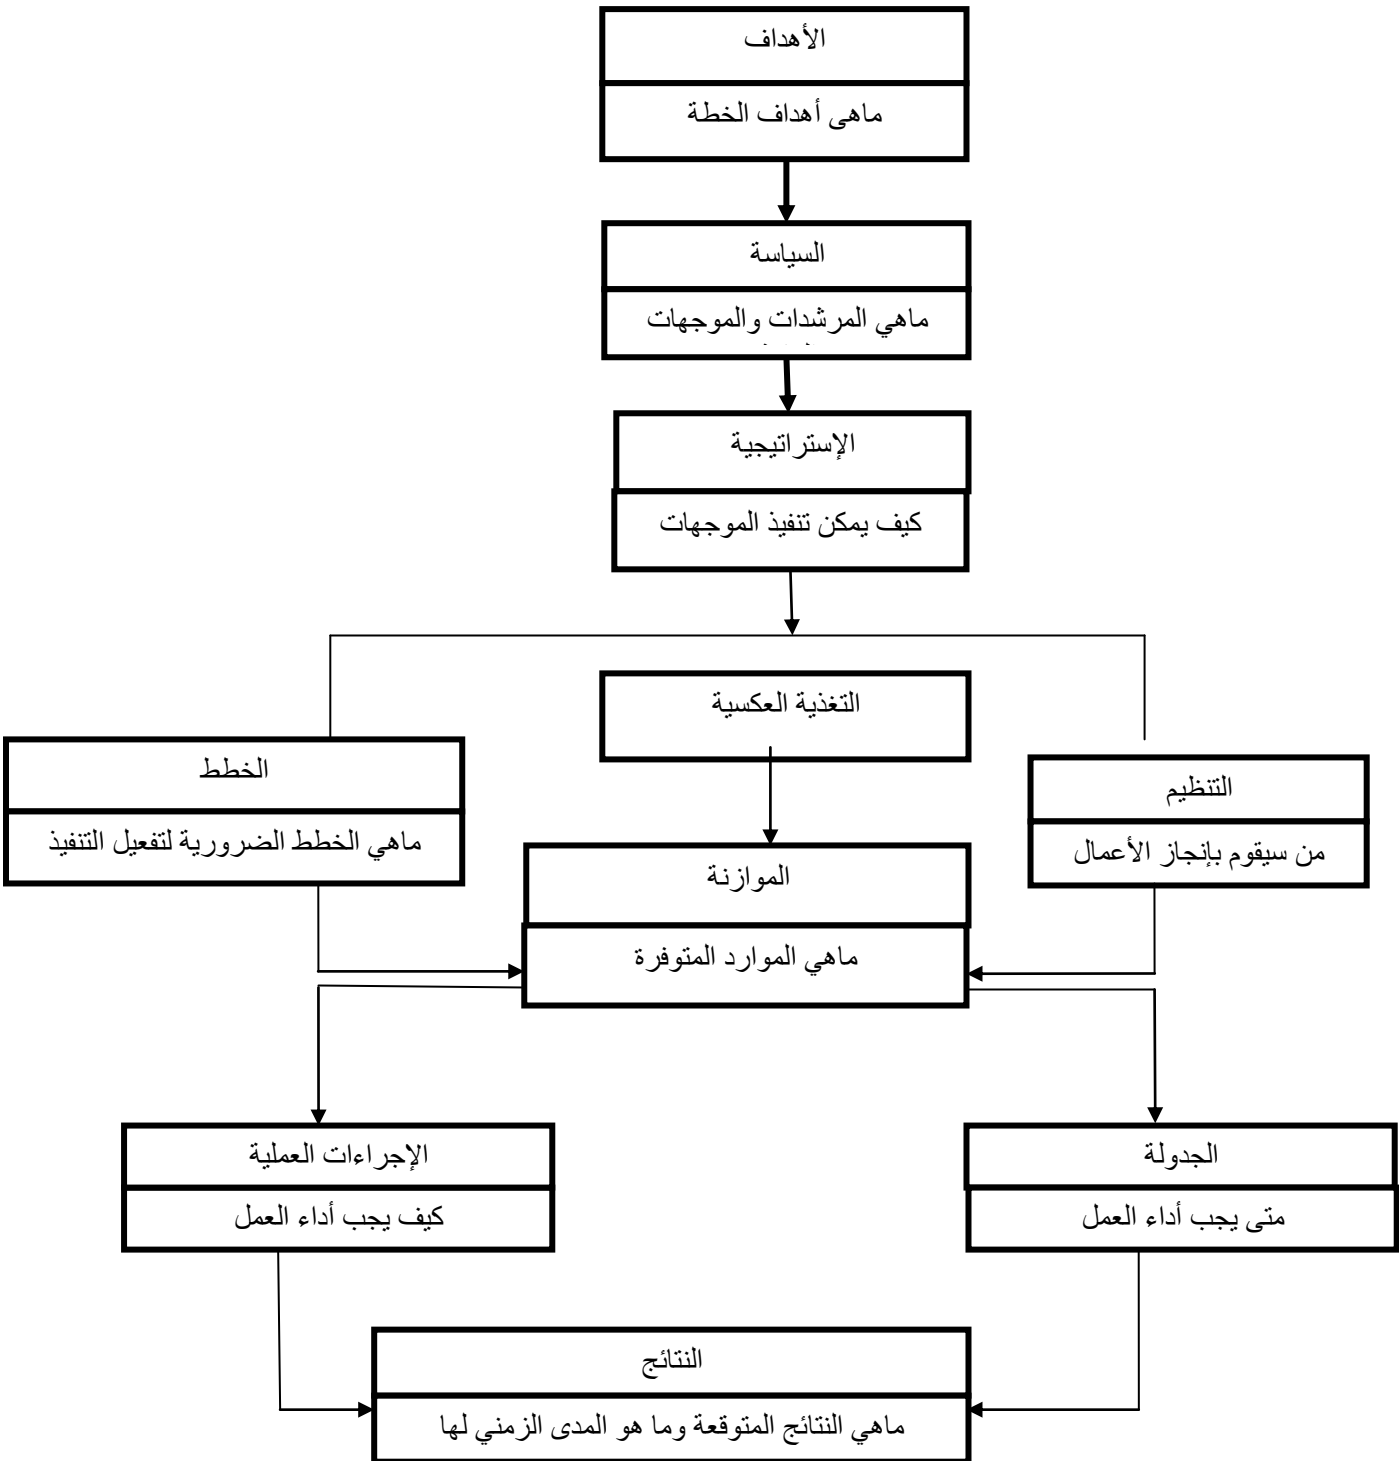 الأهداف
ماهى أهداف الخطة
السياسة
ماهي المرشدات والموجهات
الإستراتيجية
كيف يمكن تنفيذ الموجهات
التغذية العكسية
التنظيم
من سيقوم بإنجاز الأعمال
الخطط
ماهي الخطط الضرورية لتفعيل التنفيذ
الموازنة
ماهي الموارد المتوفرة
الجدولة
متى يجب أداء العمل
الإجراءات العملية
كيف يجب أداء العمل
النتائج
ماهي النتائج المتوقعة وما هو المدى الزمني لها